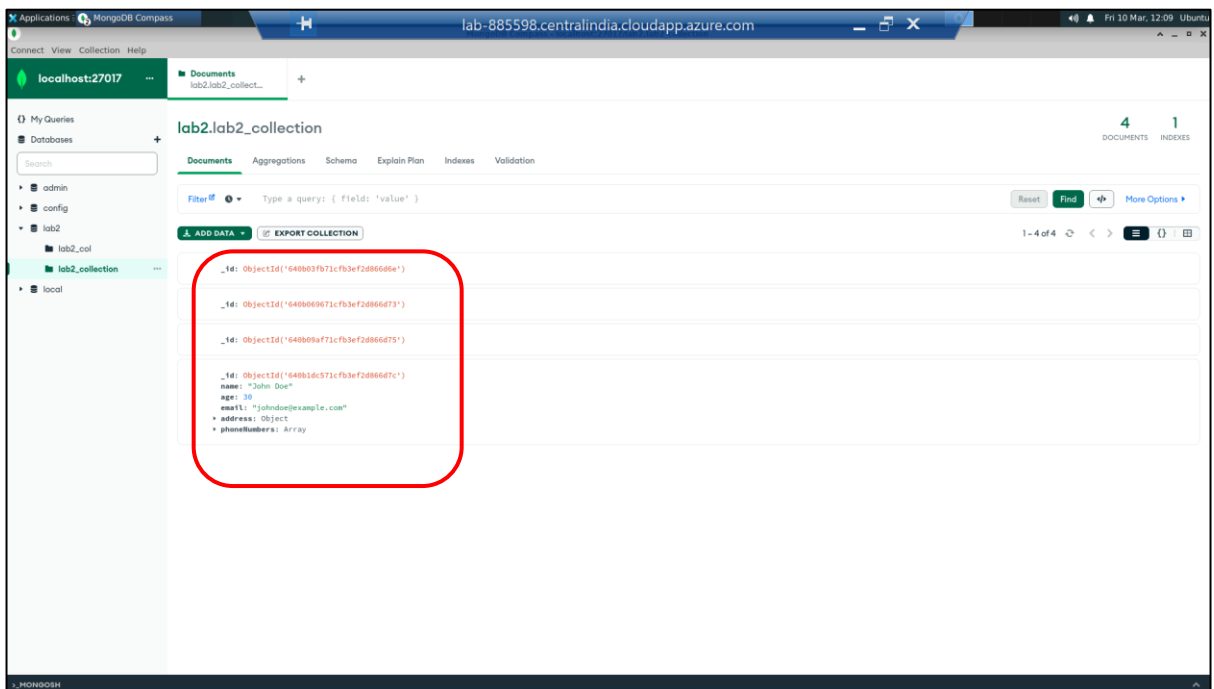 Applications : MongoDB Compass
lab-885598.centralindia.cloudapp.azure.com
Fri 10 Mar, 12:09 Ubuntu
Connect View Collection Help
localhost:27017 ...
Documents
lab2.lab2_collect...
+
{} My Queries
Databases +
Search
admin
config
lab2
lab2_col
lab2_collection ...
local
lab2.lab2_collection
4
DOCUMENTS
1
INDEXES
Documents Aggregations Schema Explain Plan Indexes Validation
Filter Type a query: { field: 'value' }
Reset Find </> More Options
ADD DATA EXPORT COLLECTION
1 – 4 of 4 < > {}
_id: ObjectId('640b03fb71cfb3ef2d866d6e')
_id: ObjectId('640b069671cfb3ef2d866d73')
_id: ObjectId('640b09af71cfb3ef2d866d75')
_id: ObjectId('640b1dc571cfb3ef2d866d7c')
name: "John Doe"
age: 30
email: "johndoe@example.com"
address: Object
phoneNumbers: Array
>_MONGOSH